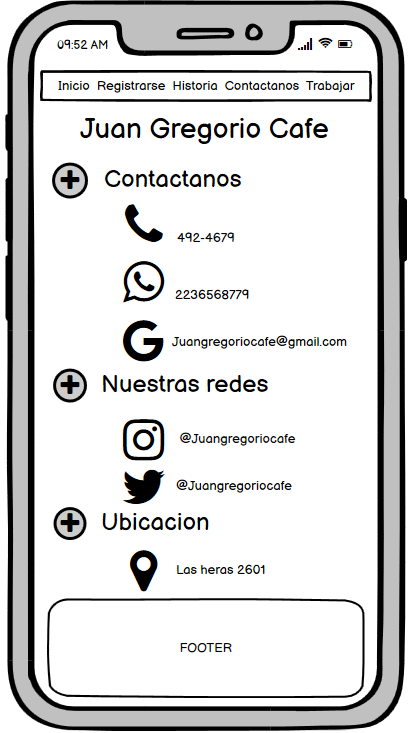 09:52 AM
Inicio Registrarse Historia Contactanos Trabajar
Juan Gregorio Cafe
Contactanos
492-4679
2236568779
Juangregoriocafe@gmail.com
Nuestras redes
@Juangregoriocafe
@Juangregoriocafe
Ubicacion
Las heras 2601
FOOTER